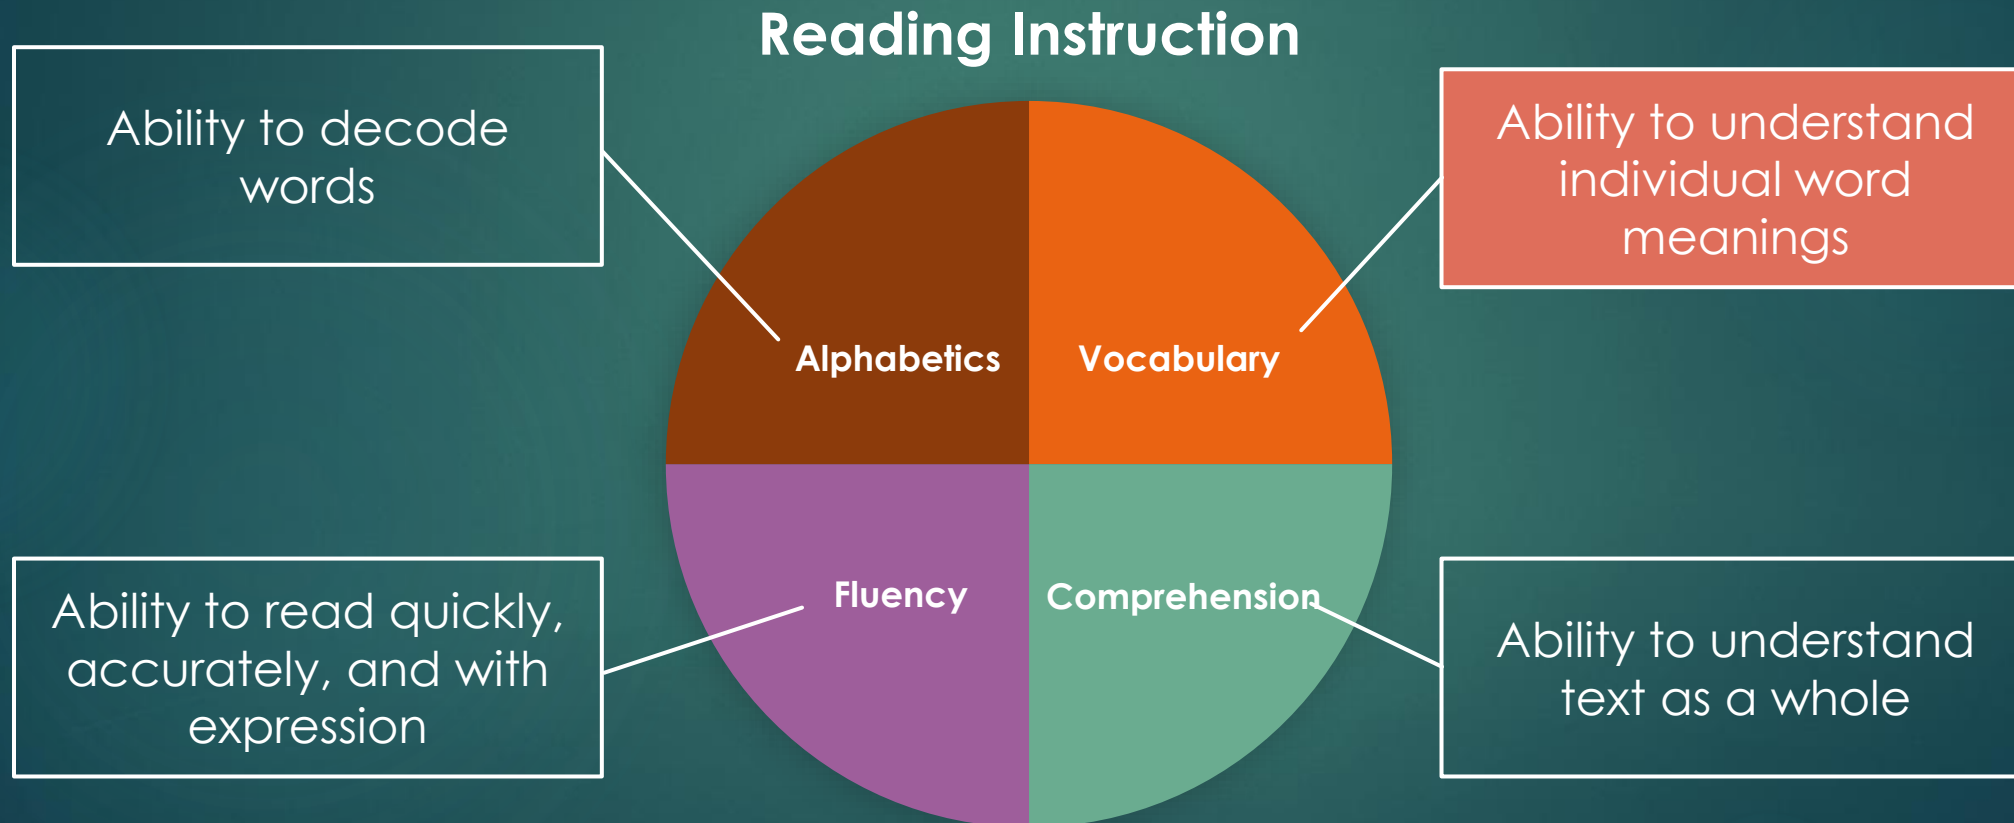 Reading Instruction
Ability to decode
words
Ability to understand
individual word
meanings
Alphabetics
Vocabulary
Fluency
Comprehension
Ability to read quickly,
accurately, and with
expression
Ability to understand
text as a whole